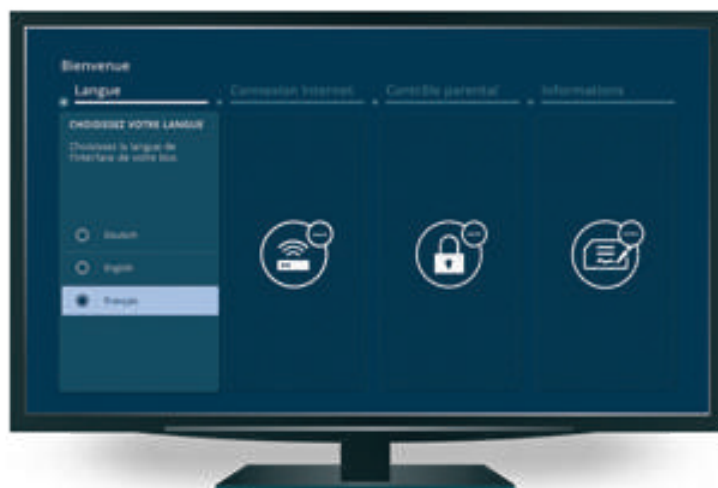 Bienvenue
Langue
Connexion Internet
Contrôle parental
Informations
CHOISISSEZ VOTRE LANGUE
Choisissez la langue de
l'interface de votre box.
Deutsch
English
Français